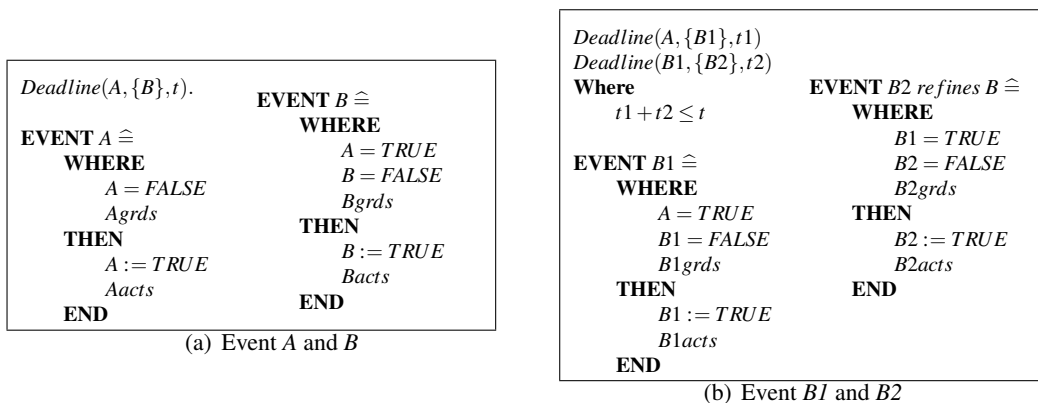 Deadline(A,{B},t).
EVENT A ≙
WHERE
A = FALSE
Agrds
THEN
A := TRUE
Aacts
END
EVENT B ≙
WHERE
A = TRUE
B = FALSE
Bgrds
THEN
B := TRUE
Bacts
END
(a) Event A and B
Deadline(A,{B1},t1)
Deadline(B1,{B2},t2)
Where
t1+t2 ≤ t
EVENT B1 ≙
WHERE
A = TRUE
B1 = FALSE
B1grds
THEN
B1 := TRUE
B1acts
END
EVENT B2 refines B ≙
WHERE
B1 = TRUE
B2 = FALSE
B2grds
THEN
B2 := TRUE
B2acts
END
(b) Event B1 and B2